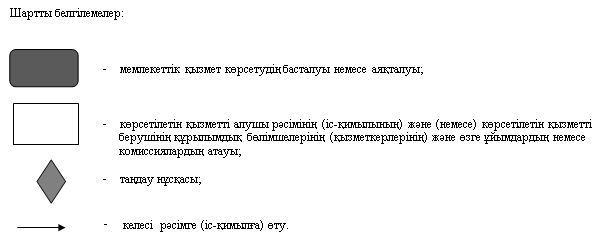 Шартты белгілемелер:
- мемлекеттік қызмет көрсетудің басталуы немесе аяқталуы;
- көрсетілетін қызметті алушы рәсімінің (іс-қимылының) және (немесе) көрсетілетін қызметті
берушінің құрылымдық бөлімшелерінің (қызметкерлерінің) және өзге ұйымдардың немесе
комиссиялардың атауы;
- таңдау нұсқасы;
- келесі рәсімге (іс-қимылға) өту.